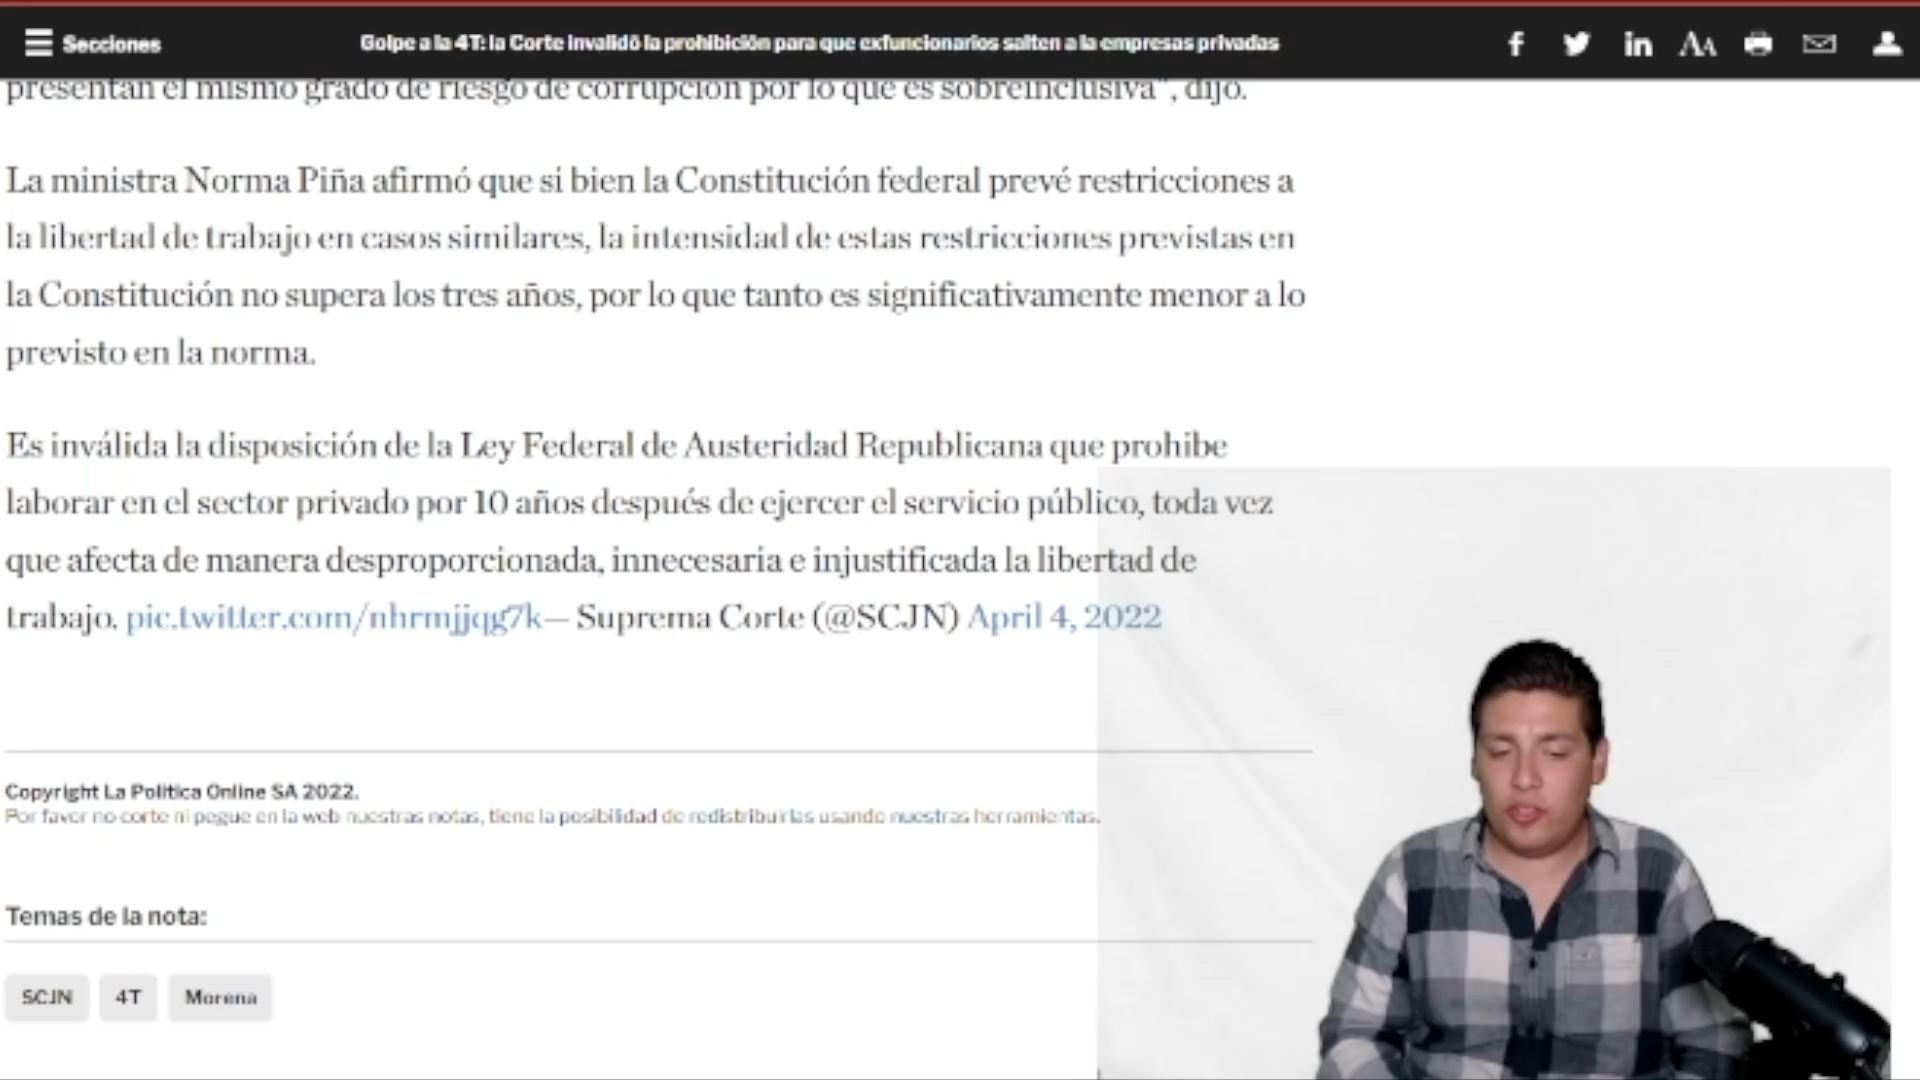 Secciones
Golpe a la 4T: la Corte invalidó la prohibición para que exfuncionarios salten a la empresas privadas
presentan el mismo grado de riesgo de corrupción por lo que es sobreinclusiva", dijo.
La ministra Norma Piña afirmó que si bien la Constitución federal prevé restricciones a
la libertad de trabajo en casos similares, la intensidad de estas restricciones previstas en
la Constitución no supera los tres años, por lo que tanto es significativamente menor a lo
previsto en la norma.
Es inválida la disposición de la Ley Federal de Austeridad Republicana que prohibe
laborar en el sector privado por 10 años después de ejercer el servicio público, toda vez
que afecta de manera desproporcionada, innecesaria e injustificada la libertad de
trabajo. pic.twitter.com/nhrmjjqg7k— Suprema Corte (@SCJN) April 4, 2022
Copyright La Politica Online SA 2022.
Por favor no corte ni pegue en la web nuestras notas, tiene la posibilidad de redistribuirlas usando nuestras herramientas.
Temas de la nota:
SCJN 4T Morena